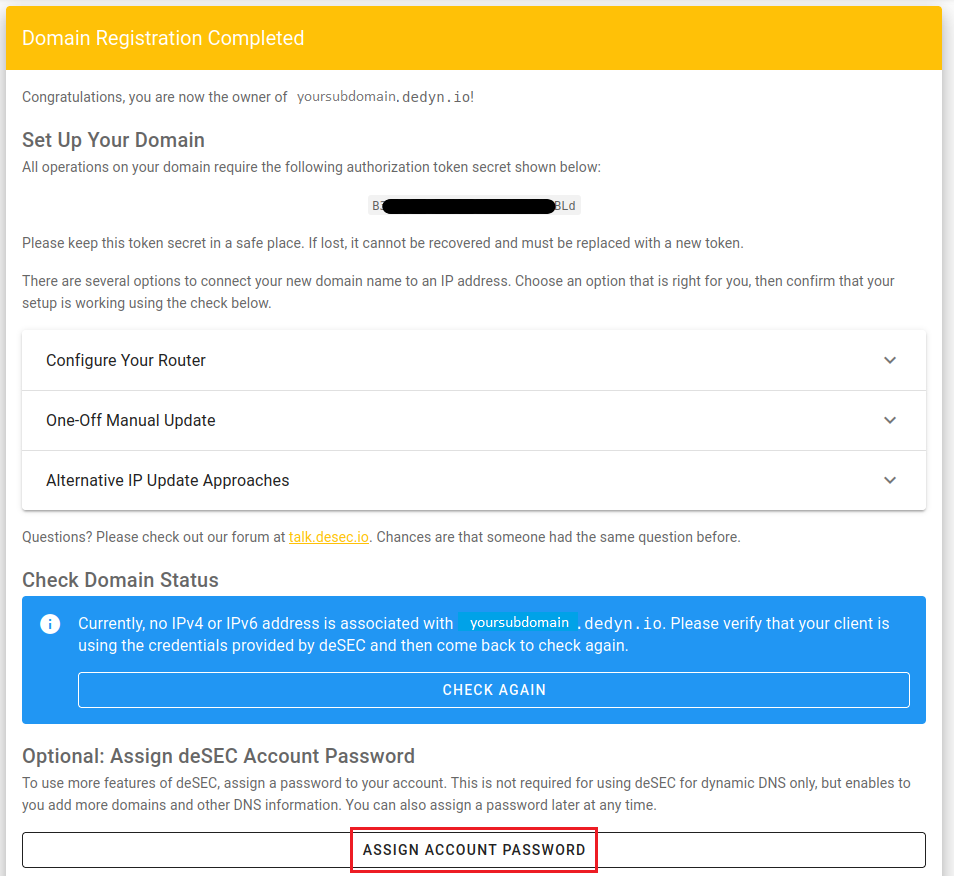 Domain Registration Completed
Congratulations, you are now the owner of yoursubdomain.dedyn.io!
Set Up Your Domain
All operations on your domain require the following authorization token secret shown below:
BLd
Please keep this token secret in a safe place. If lost, it cannot be recovered and must be replaced with a new token.
There are several options to connect your new domain name to an IP address. Choose an option that is right for you, then confirm that your
setup is working using the check below.
Configure Your Router
One-Off Manual Update
Alternative IP Update Approaches
Questions? Please check out our forum at talk.desec.io. Chances are that someone had the same question before.
Check Domain Status
Currently, no IPv4 or IPv6 address is associated with yoursubdomain .dedyn.io. Please verify that your client is
using the credentials provided by deSEC and then come back to check again.
CHECK AGAIN
Optional: Assign deSEC Account Password
To use more features of deSEC, assign a password to your account. This is not required for using deSEC for dynamic DNS only, but enables to
you add more domains and other DNS information. You can also assign a password later at any time.
ASSIGN ACCOUNT PASSWORD